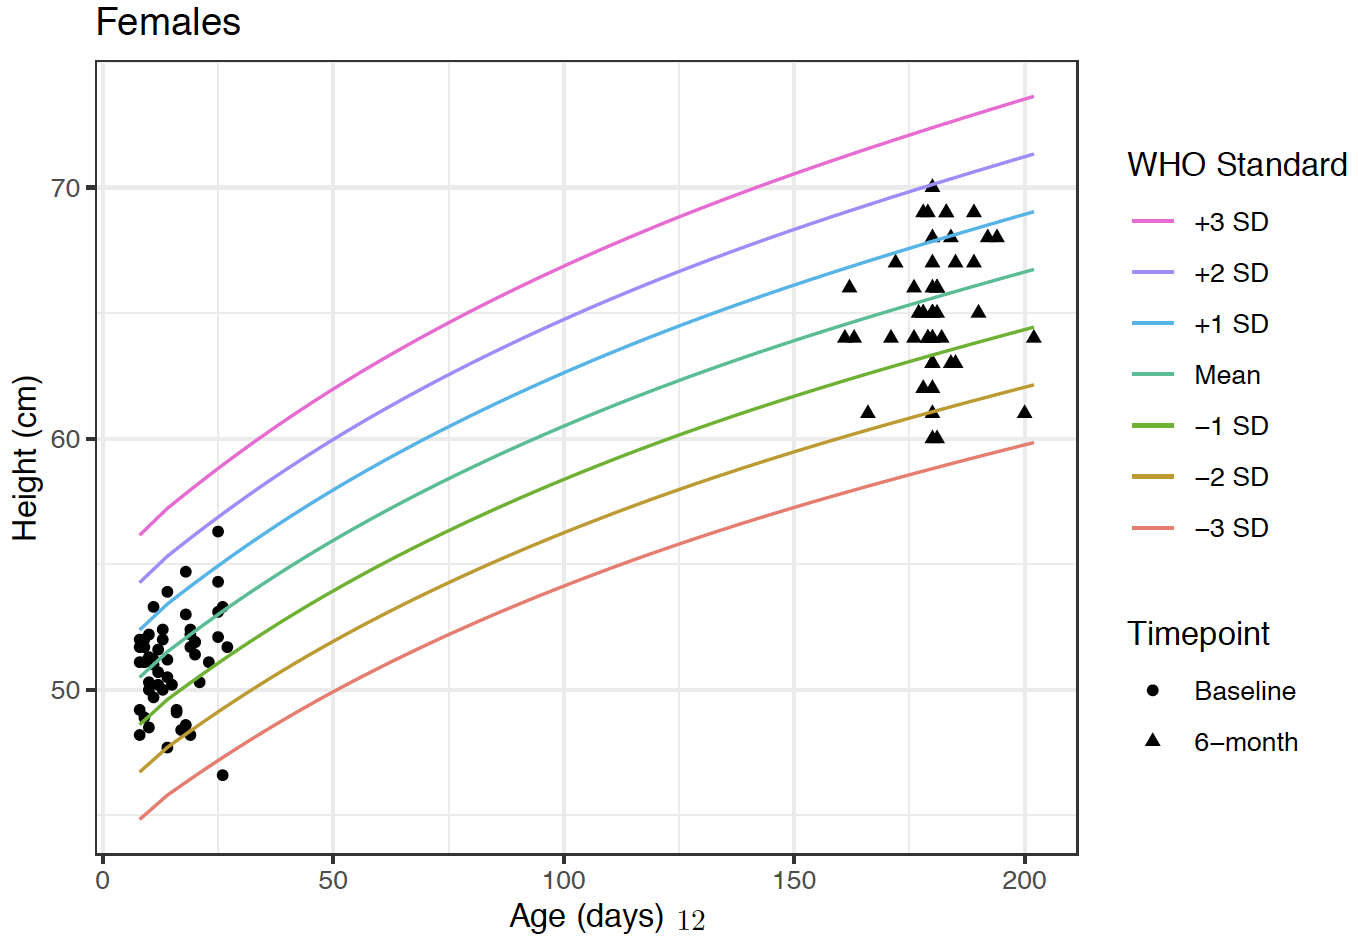 Females
70
60
50
Height (cm)
0 50 100 150 200
Age (days) 12
WHO Standard
+3 SD
+2 SD
+1 SD
Mean
−1 SD
−2 SD
−3 SD
Timepoint
Baseline
6−month